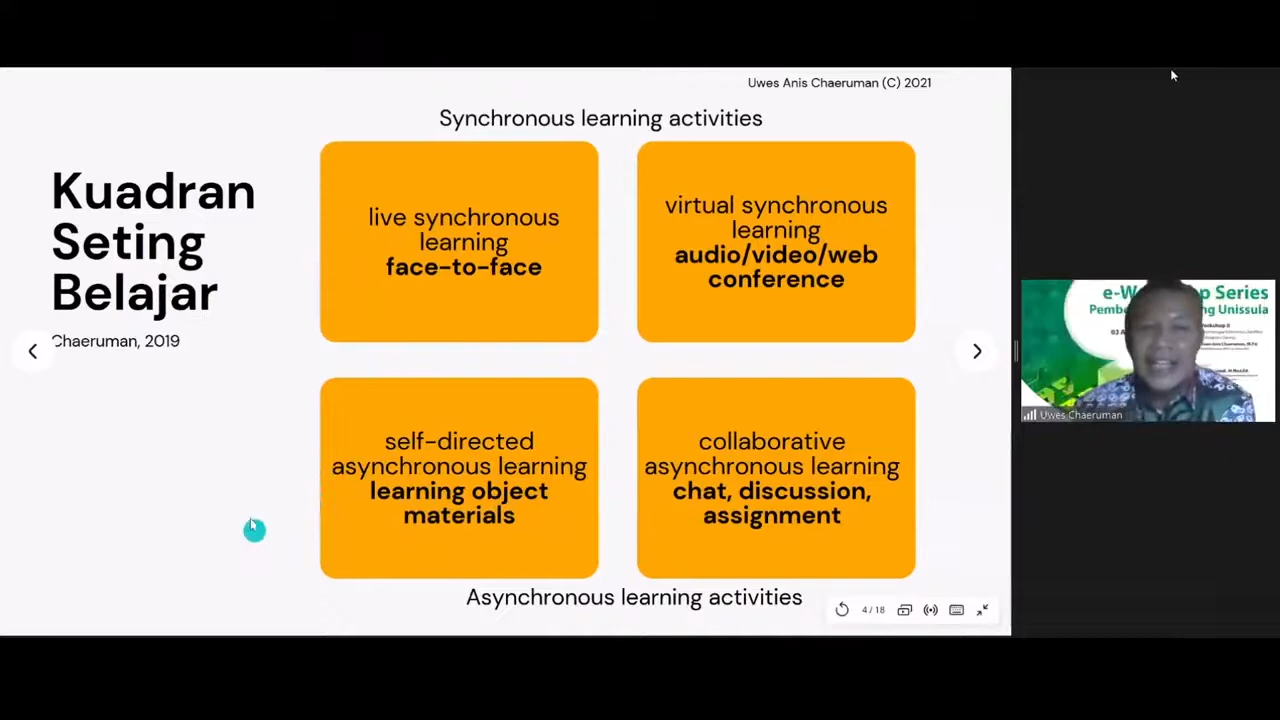 Uwes Anis Chaeruman (C) 2021
Synchronous learning activities
Kuadran
Seting
Belajar
Chaeruman, 2019
live synchronous
learning
face-to-face
virtual synchronous
learning
audio/video/web
conference
self-directed
asynchronous learning
learning object
materials
collaborative
asynchronous learning
chat, discussion,
assignment
Asynchronous learning activities
4 / 18
Series
Unissula
Uwes Chaeruman